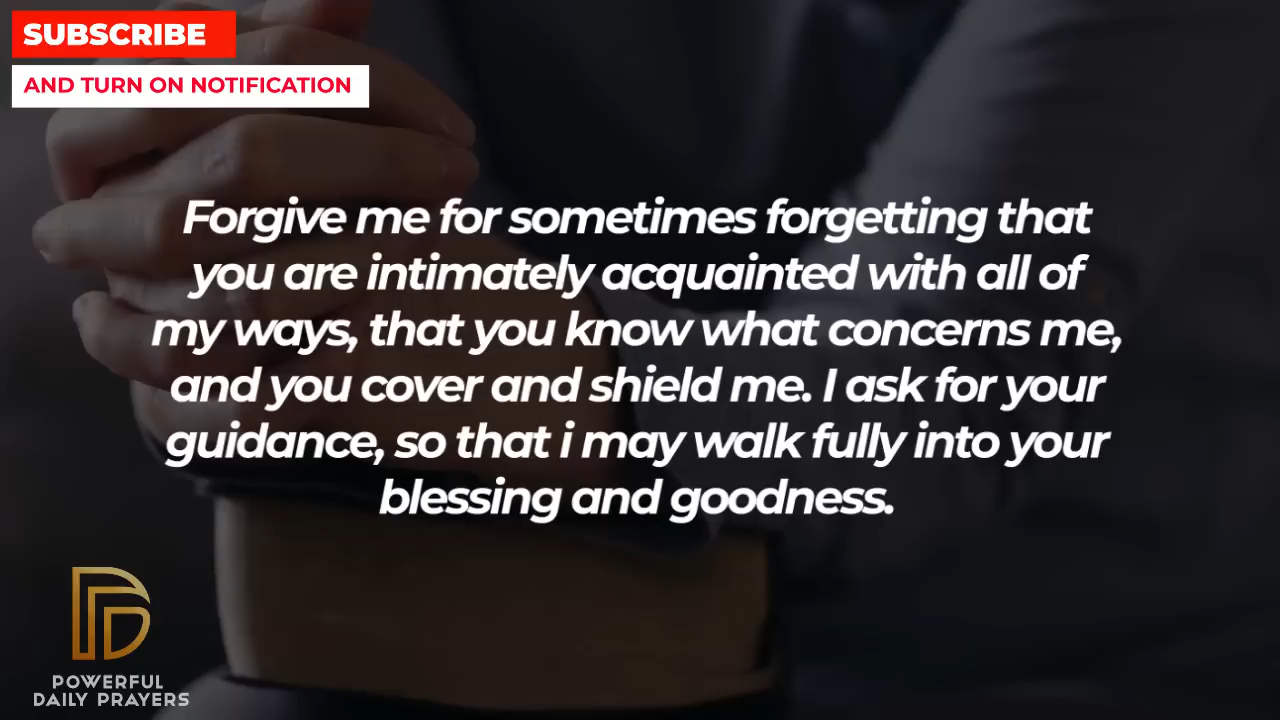 SUBSCRIBE
AND TURN ON NOTIFICATION
Forgive me for sometimes forgetting that
you are intimately acquainted with all of
my ways, that you know what concerns me,
and you cover and shield me. I ask for your
guidance, so that i may walk fully into your
blessing and goodness.
POWERFUL
DAILY PRAYERS